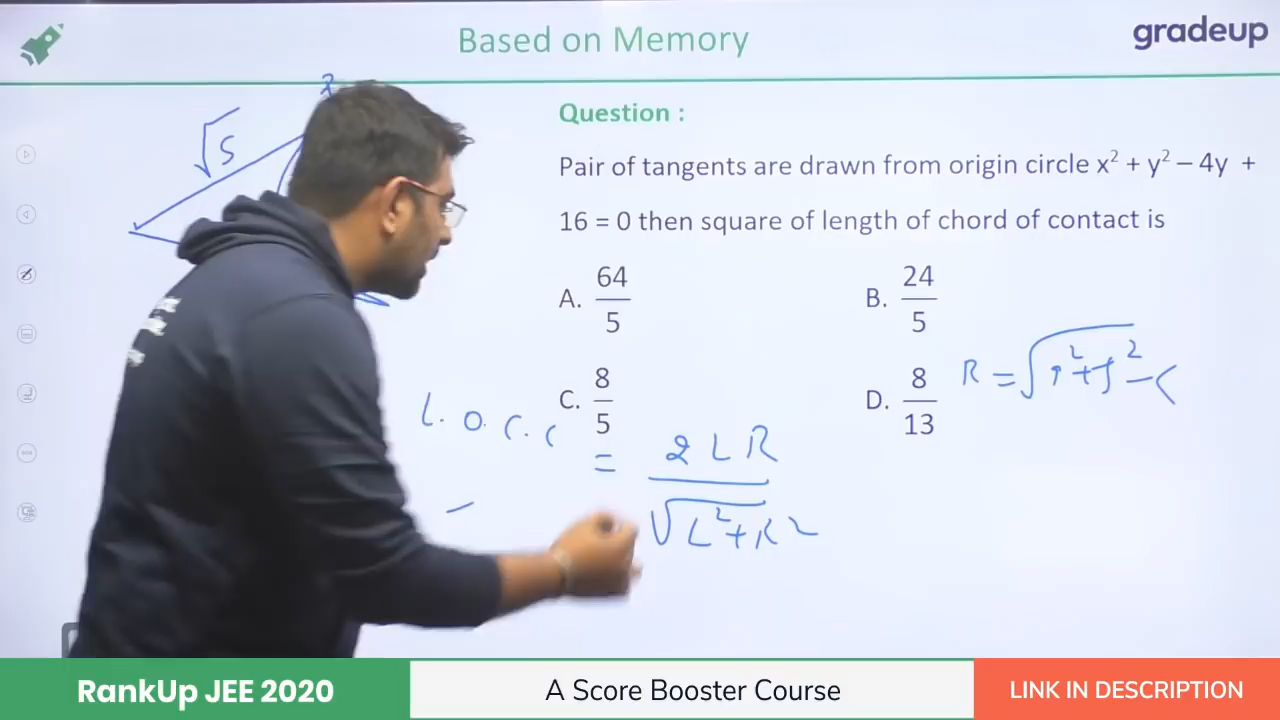 Based on Memory
gradeup
Question :
Pair of tangents are drawn from origin circle x² + y² – 4y +
16 = 0 then square of length of chord of contact is
A. 64/5
B. 24/5
C. 8/5
D. 8/13
√5
R = √
L. O. C. C
= 2LR / √L²+R²
RankUp JEE 2020
A Score Booster Course
LINK IN DESCRIPTION